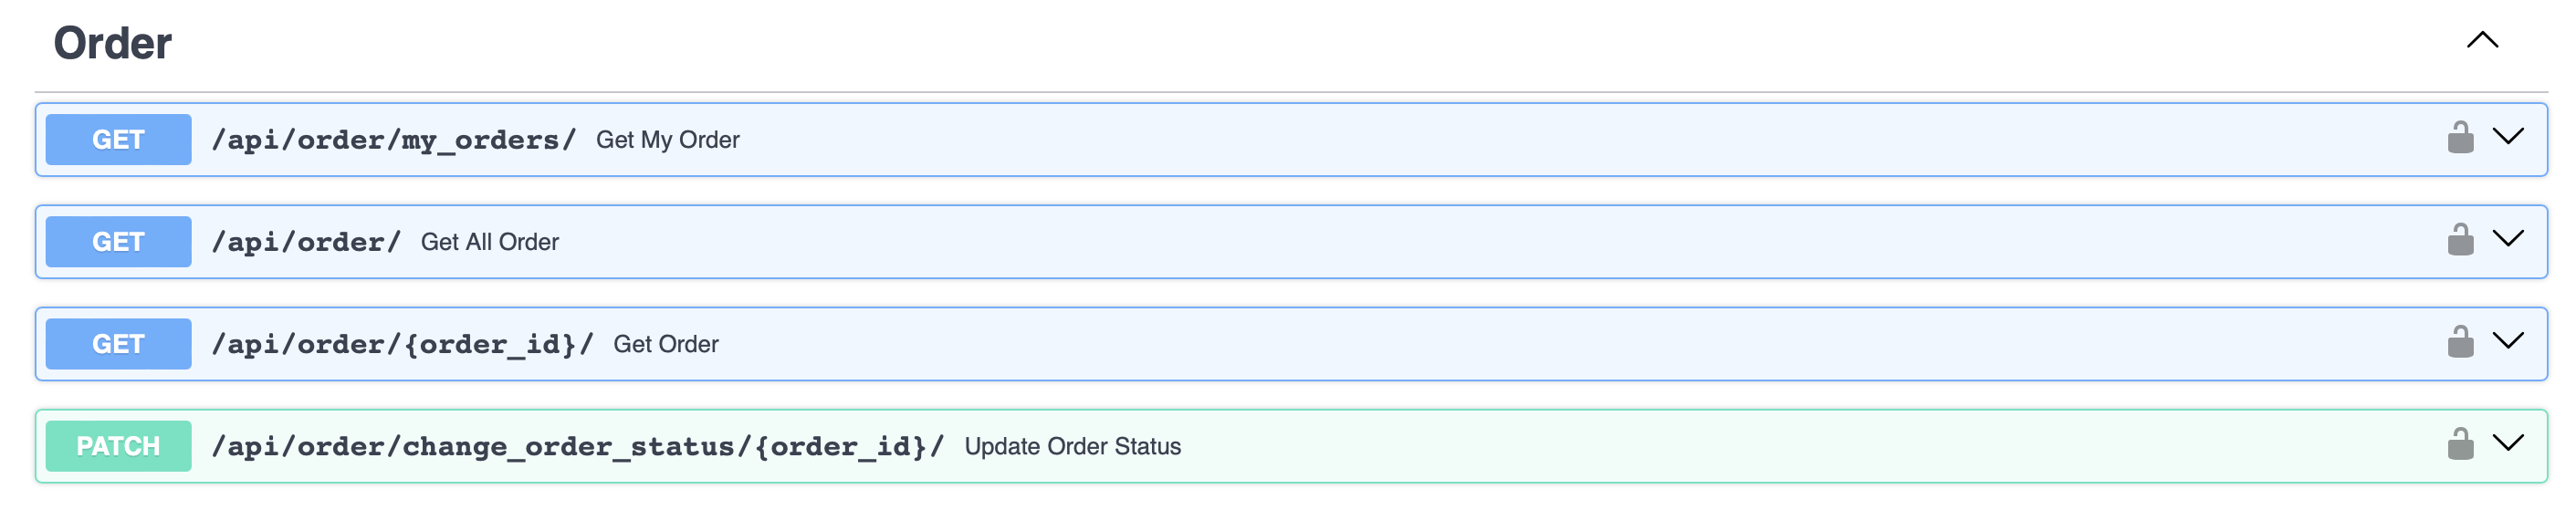 Order
GET /api/order/my_orders/ Get My Order
GET /api/order/ Get All Order
GET /api/order/{order_id}/ Get Order
PATCH /api/order/change_order_status/{order_id}/ Update Order Status